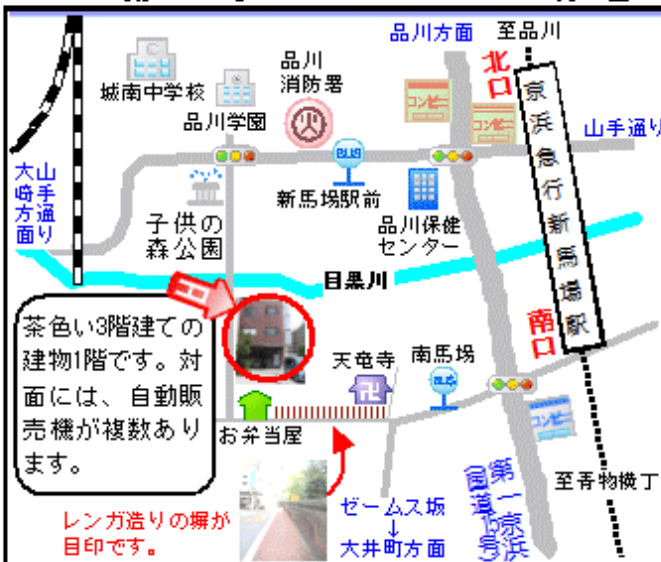 品川方面
至品川
北口
京浜急行新馬場駅
山手通り
城南中学校
品川学園
品川
消防署
コンビニ
コンビニ
BUS
新馬場駅前
品川保健
センター
山手通り
大崎方面
子供の
森公園
目黒川
茶色い3階建ての
建物1階です。対
面には、自動販
売機が複数あり
ます。
南口
天竜寺
卍
南馬場
BUS
お弁当屋
コンビニ
至青物横丁
第一京浜
(国道15号)
ゼームス坂
↓
大井町方面
レンガ造りの塀が
目印です。